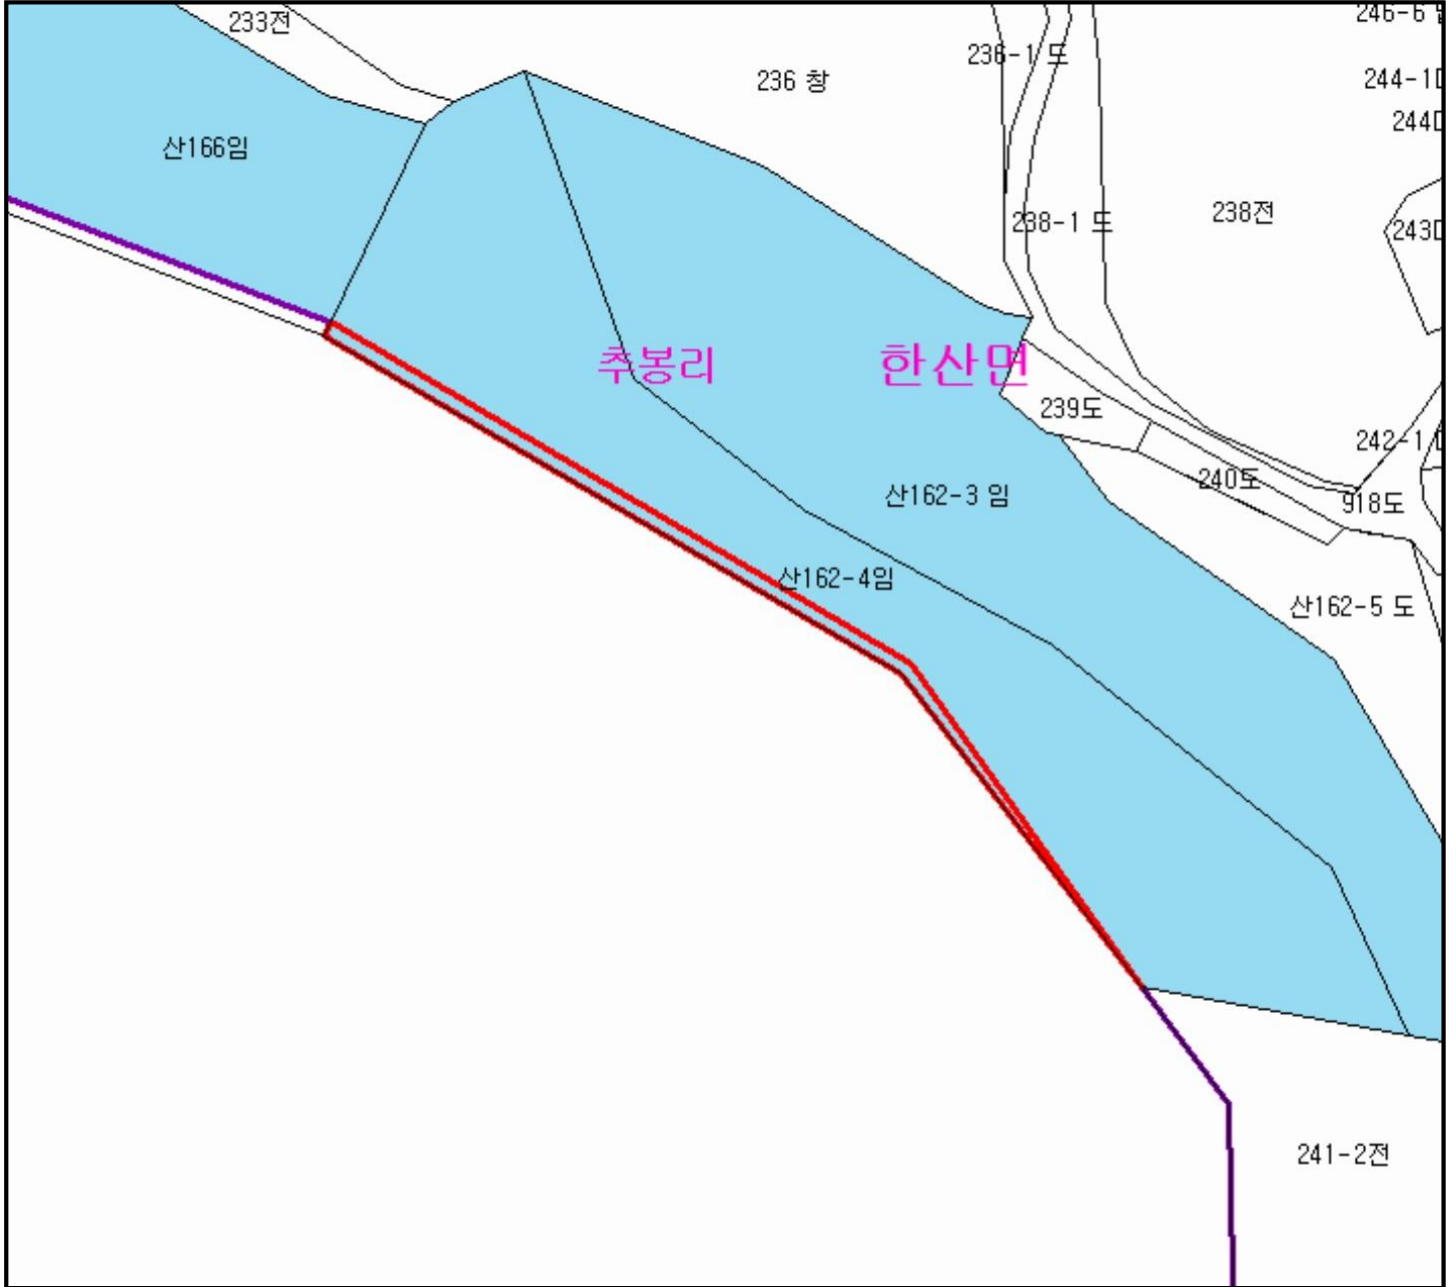 233전
246-6
236-1 도
236 창
244-1
244
산166임
238-1 도
238전
243
추봉리
한산면
239도
242-1
240도
산162-3 임
918도
산162-4임
산162-5 도
241-2전